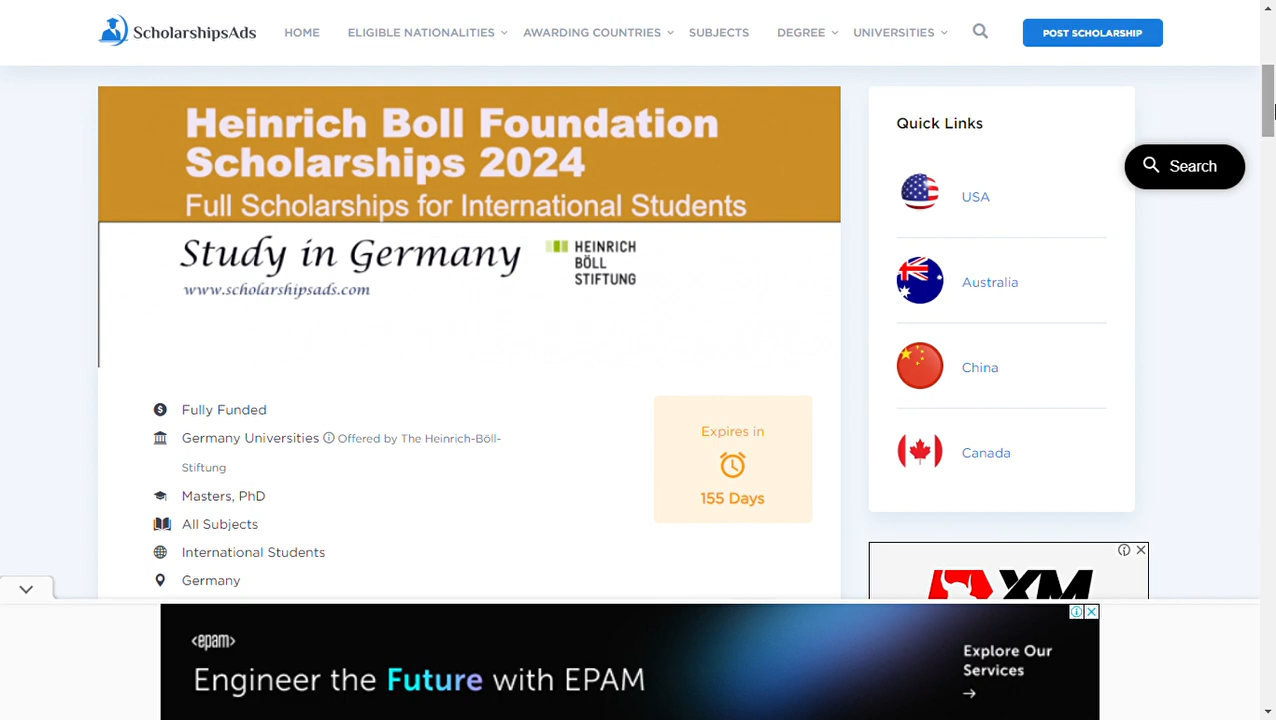 ScholarshipsAds
HOME
ELIGIBLE NATIONALITIES
AWARDING COUNTRIES
SUBJECTS
DEGREE
UNIVERSITIES
POST SCHOLARSHIP
Heinrich Boll Foundation
Scholarships 2024
Full Scholarships for International Students
Study in Germany
HEINRICH
BÖLL
STIFTUNG
www.scholarshipsads.com
Fully Funded
Germany Universities Offered by The Heinrich-Böll-
Stiftung
Masters, PhD
All Subjects
International Students
Germany
Expires in
155 Days
Quick Links
USA
Australia
China
Canada
Search
XM
<epam>
Engineer the Future with EPAM
Explore Our
Services